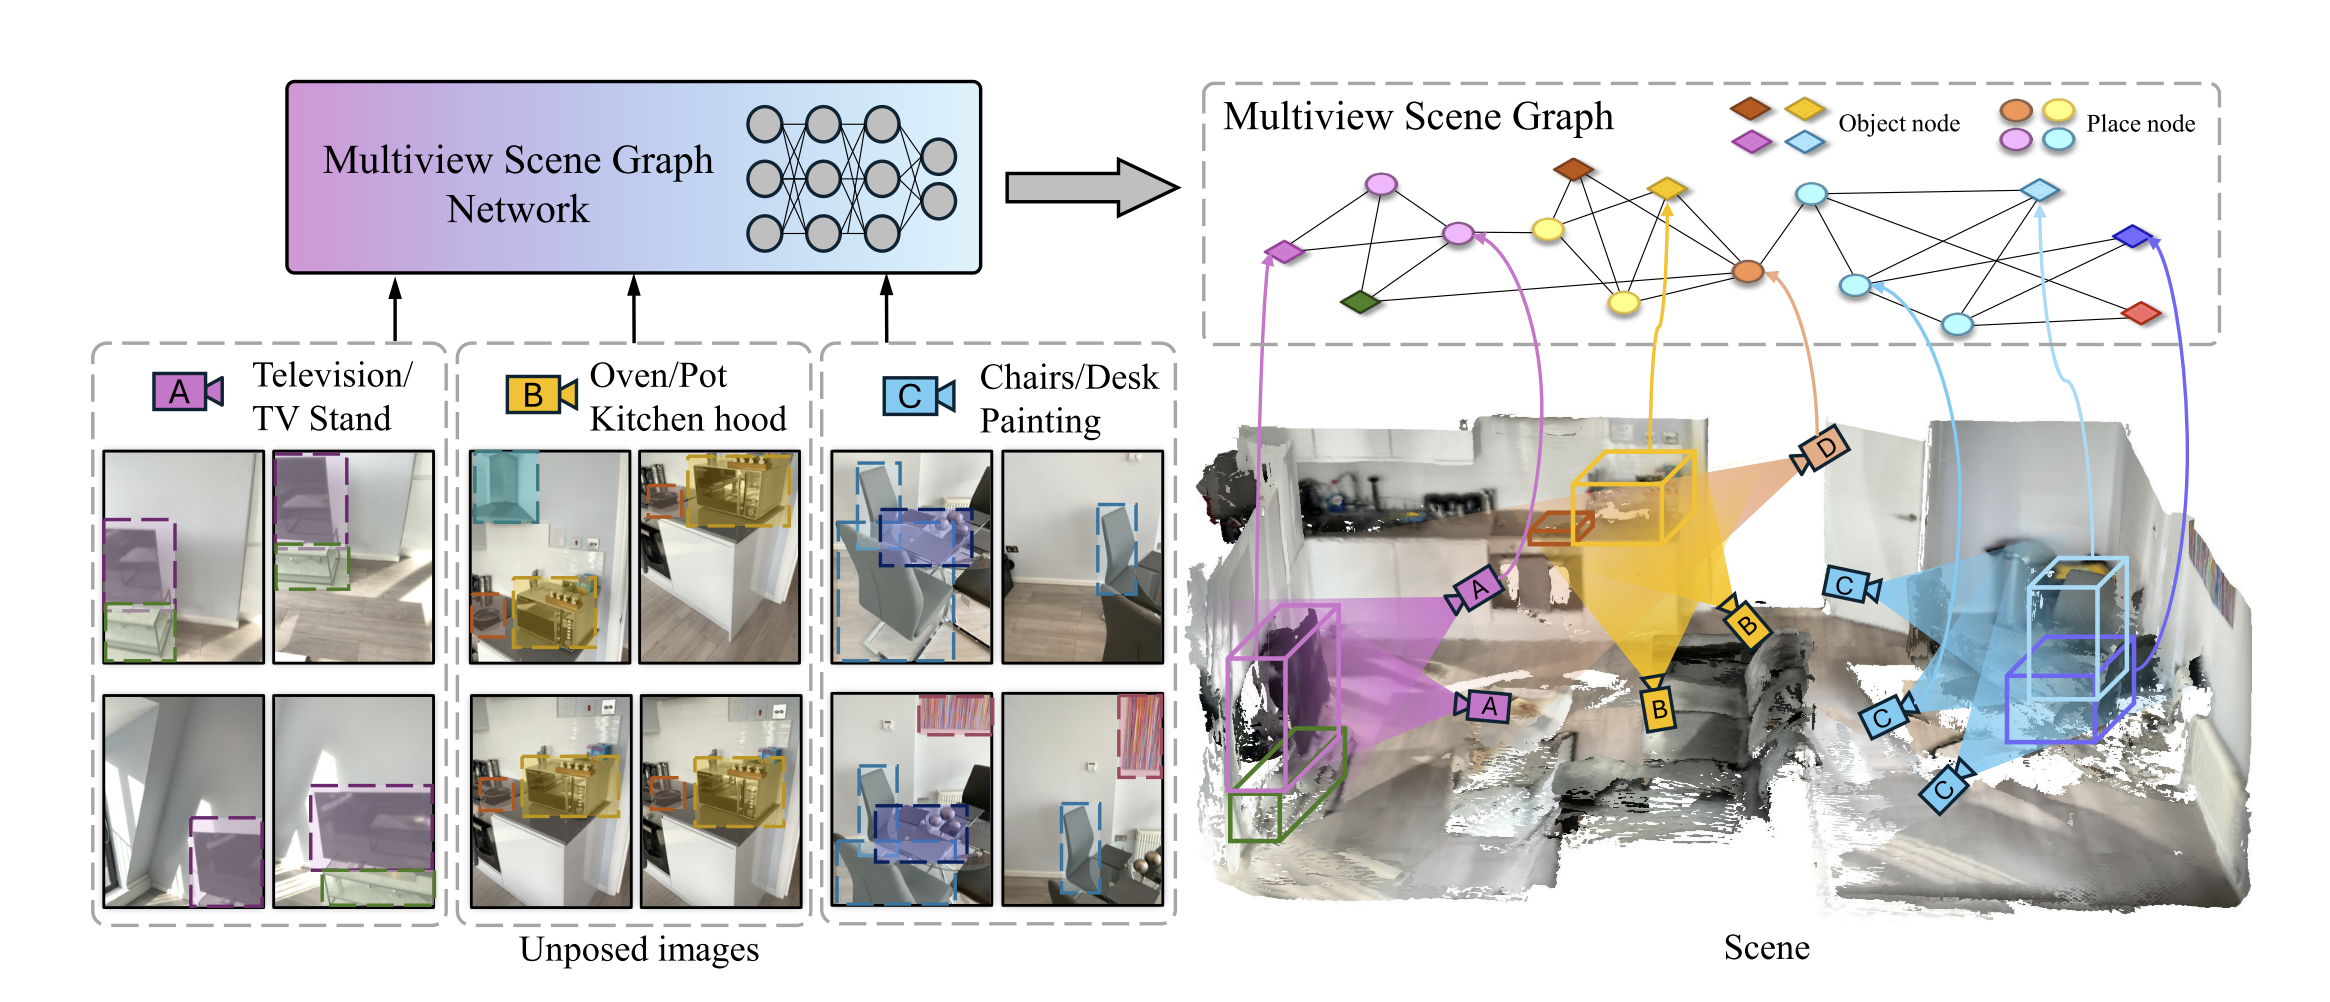 Multiview Scene Graph
Network
Multiview Scene Graph
Object node
Place node
A
Television/
TV Stand
B
Oven/Pot
Kitchen hood
C
Chairs/Desk
Painting
D
A
A
B
B
C
C
C
Unposed images
Scene